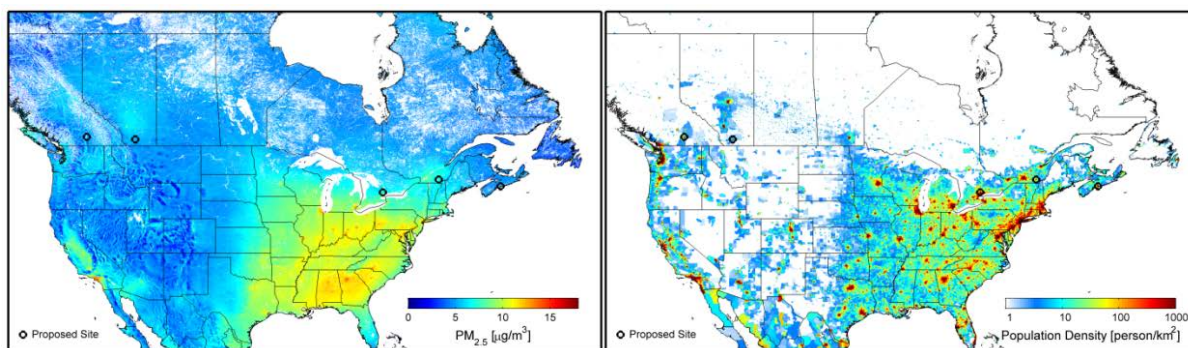 Proposed Site
0 5 10 15
PM2.5 [μg/m3]
Proposed Site
1 10 100 1000
Population Density [person/km2]